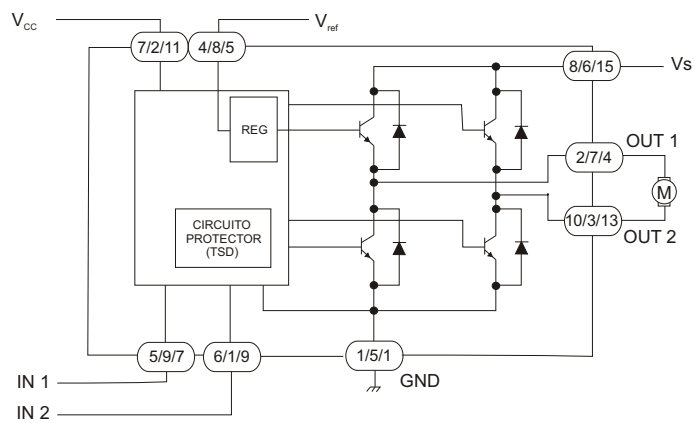 VCC
Vref
7/2/11
4/8/5
8/6/15
Vs
REG
OUT 1
2/7/4
M
CIRCUITO
PROTECTOR
(TSD)
10/3/13
OUT 2
5/9/7
6/1/9
1/5/1
GND
IN 1
IN 2